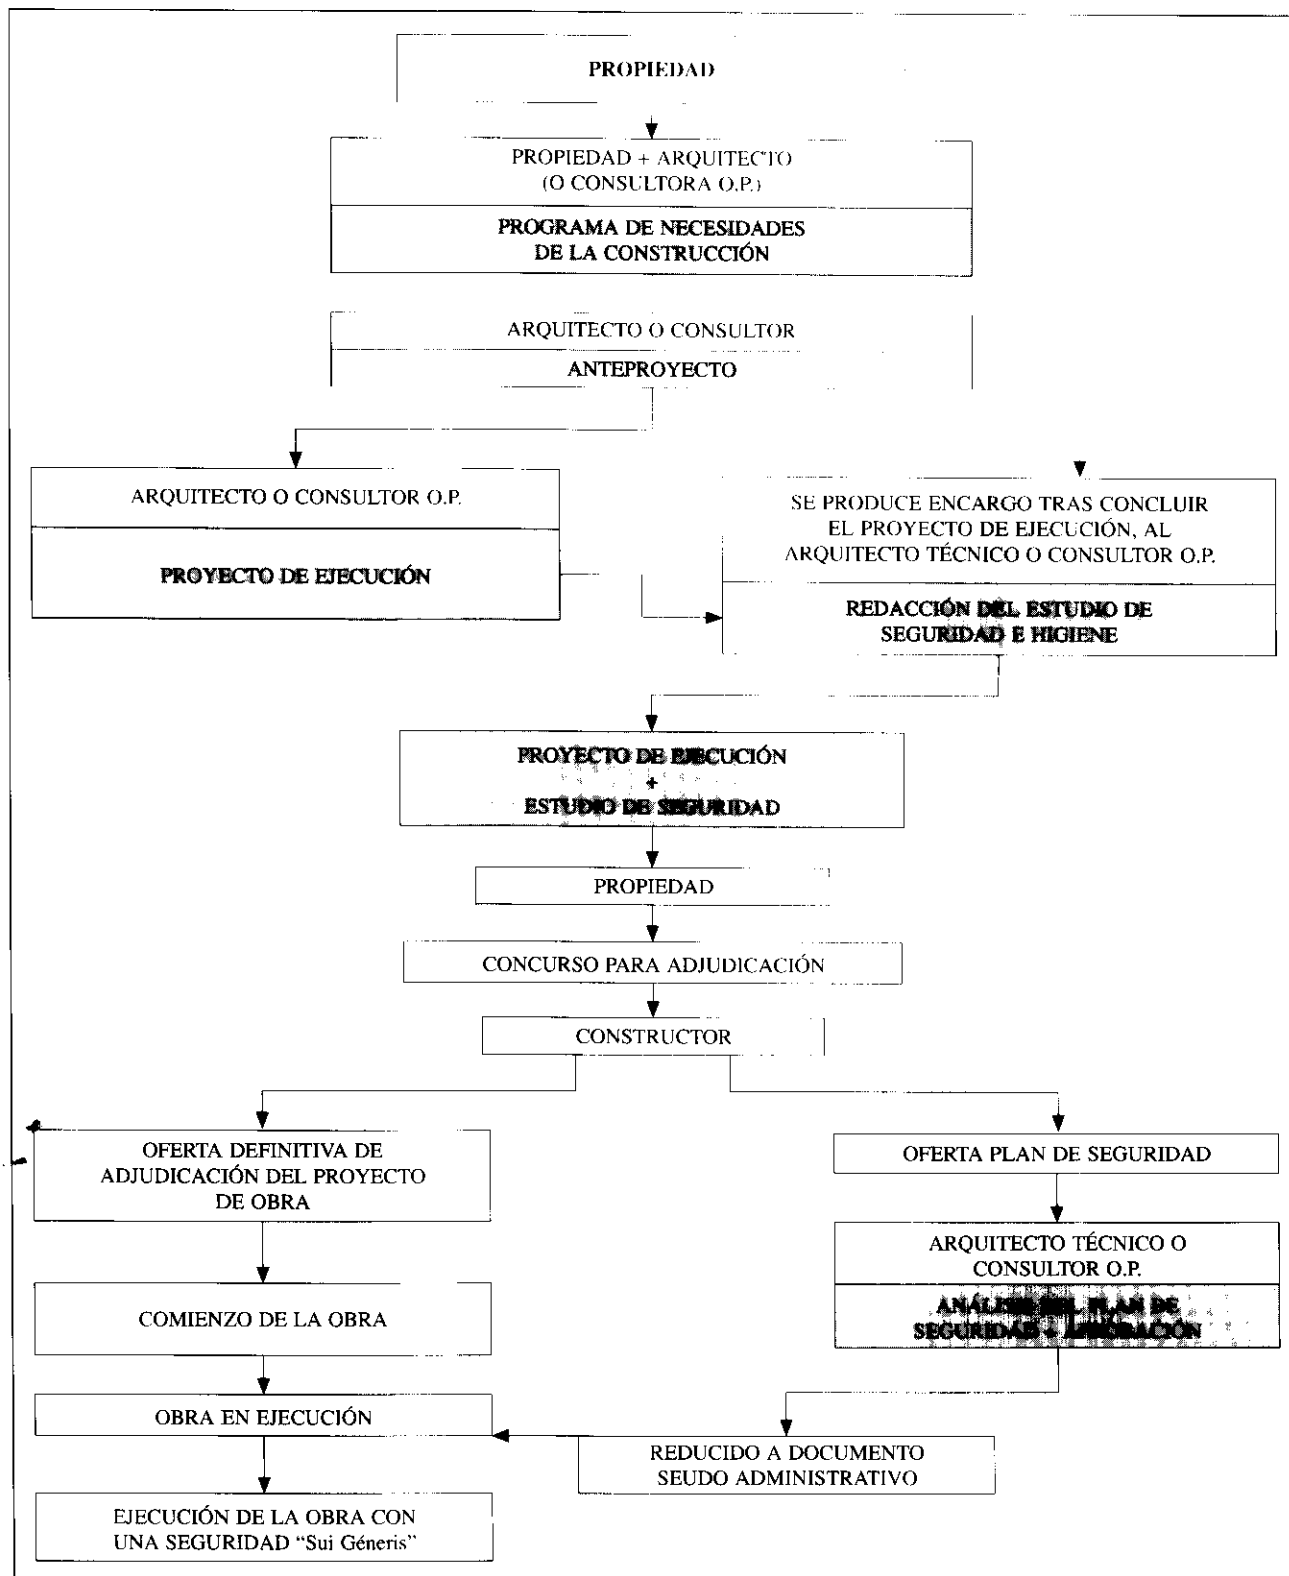 PROPIEDAD
PROPIEDAD + ARQUITECTO
(O CONSULTORA O.P.)
PROGRAMA DE NECESIDADES
DE LA CONSTRUCCIÓN
ARQUITECTO O CONSULTOR
ANTEPROYECTO
ARQUITECTO O CONSULTOR O.P.
PROYECTO DE EJECUCIÓN
SE PRODUCE ENCARGO TRAS CONCLUIR
EL PROYECTO DE EJECUCIÓN, AL
ARQUITECTO TÉCNICO O CONSULTOR O.P.
REDACCIÓN DEL ESTUDIO DE
SEGURIDAD E HIGIENE
PROYECTO DE EJECUCIÓN
+
ESTUDIO DE SEGURIDAD
PROPIEDAD
CONCURSO PARA ADJUDICACIÓN
CONSTRUCTOR
OFERTA DEFINITIVA DE
ADJUDICACIÓN DEL PROYECTO
DE OBRA
OFERTA PLAN DE SEGURIDAD
ARQUITECTO TÉCNICO O
CONSULTOR O.P.
ANÁLISIS DEL PLAN DE
SEGURIDAD + APROBACIÓN
COMIENZO DE LA OBRA
OBRA EN EJECUCIÓN
REDUCIDO A DOCUMENTO
SEUDO ADMINISTRATIVO
EJECUCIÓN DE LA OBRA CON
UNA SEGURIDAD “Sui Géneris”